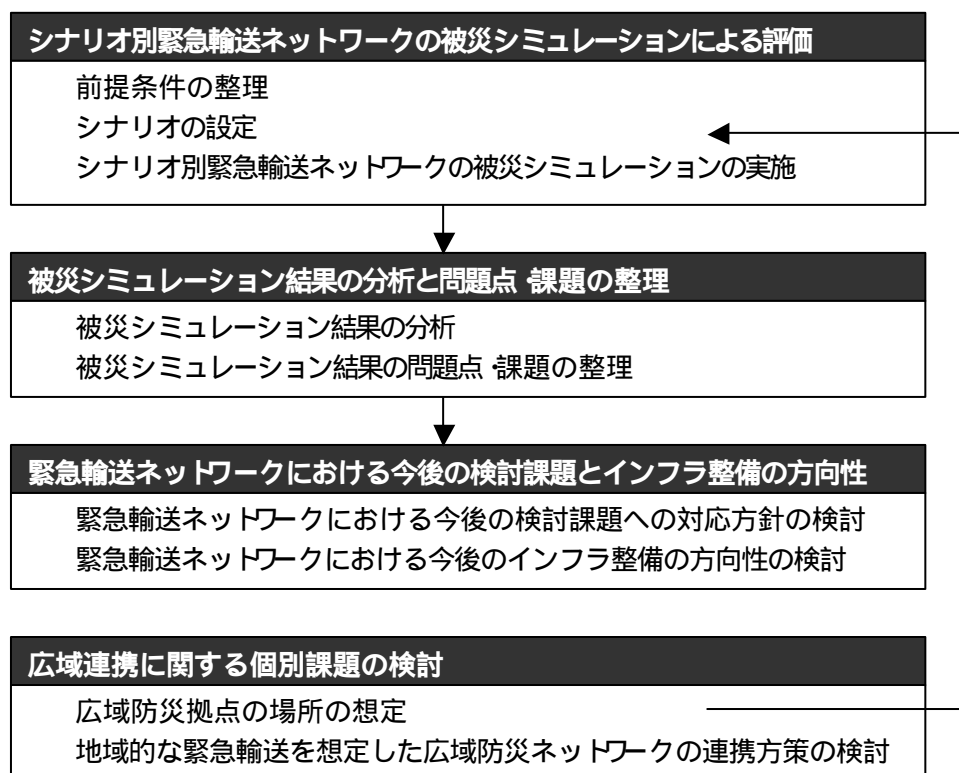 シナリオ別緊急輸送ネットワークの被災シミュレーションによる評価
前提条件の整理
シナリオの設定
シナリオ別緊急輸送ネットワークの被災シミュレーションの実施
被災シミュレーション結果の分析と問題点・課題の整理
被災シミュレーション結果の分析
被災シミュレーション結果の問題点・課題の整理
緊急輸送ネットワークにおける今後の検討課題とインフラ整備の方向性
緊急輸送ネットワークにおける今後の検討課題への対応方針の検討
緊急輸送ネットワークにおける今後のインフラ整備の方向性の検討
広域連携に関する個別課題の検討
広域防災拠点の場所の想定
地域的な緊急輸送を想定した広域防災ネットワークの連携方策の検討